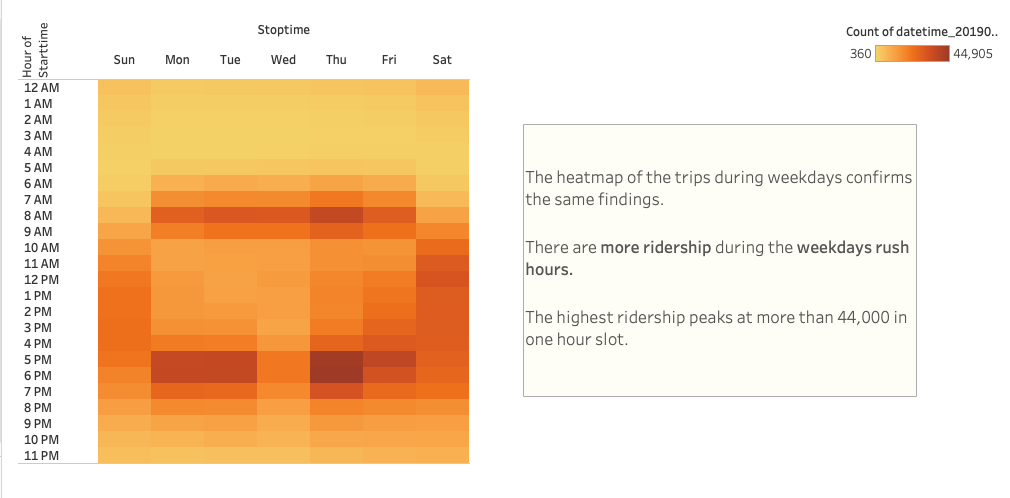 Hour of
Starttime
Stoptime
Sun Mon Tue Wed Thu Fri Sat
12 AM
1 AM
2 AM
3 AM
4 AM
5 AM
6 AM
7 AM
8 AM
9 AM
10 AM
11 AM
12 PM
1 PM
2 PM
3 PM
4 PM
5 PM
6 PM
7 PM
8 PM
9 PM
10 PM
11 PM
Count of datetime_20190..
360 44,905
The heatmap of the trips during weekdays confirms
the same findings.
There are more ridership during the weekdays rush
hours.
The highest ridership peaks at more than 44,000 in
one hour slot.